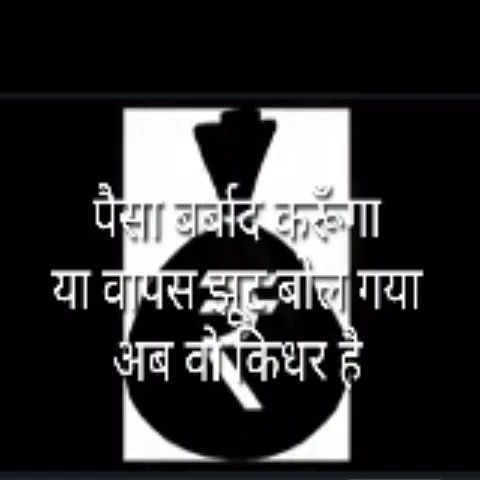 पैसा बर्बाद करूँगा
या वापस झूट बोल गया
अब वो किधर है